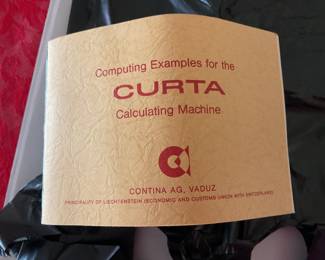 Computing Examples for the
CURTA
Calculating Machine
CONTINA AG, VADUZ
PRINCIPALITY OF LIECHTENSTEIN (ECONOMIC AND CUSTOMS UNION WITH SWITZERLAND)